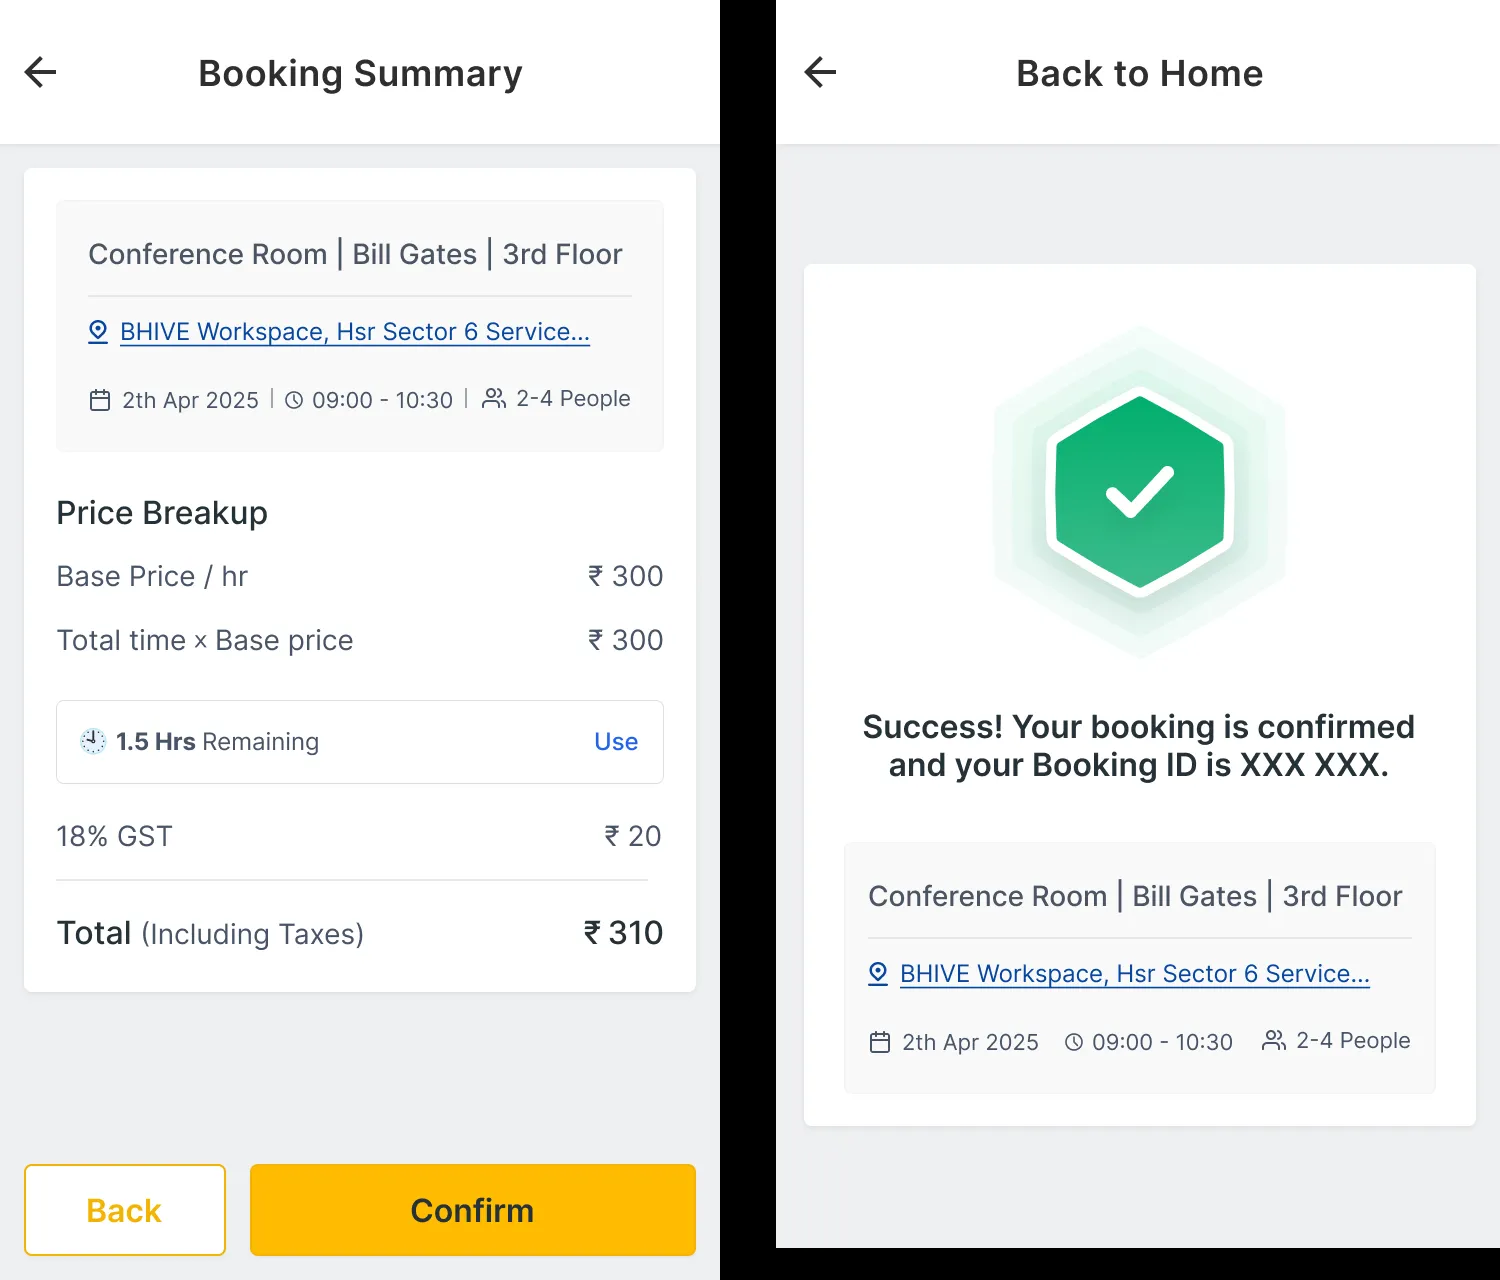 Booking Summary
Conference Room | Bill Gates | 3rd Floor
BHIVE Workspace, Hsr Sector 6 Service...
2th Apr 2025 | 09:00 - 10:30 | 2-4 People
Price Breakup
Base Price / hr ₹ 300
Total time × Base price ₹ 300
1.5 Hrs Remaining Use
18% GST ₹ 20
Total (Including Taxes) ₹ 310
Back Confirm
Back to Home
Success! Your booking is confirmed
and your Booking ID is XXX XXX.
Conference Room | Bill Gates | 3rd Floor
BHIVE Workspace, Hsr Sector 6 Service...
2th Apr 2025 09:00 - 10:30 2-4 People